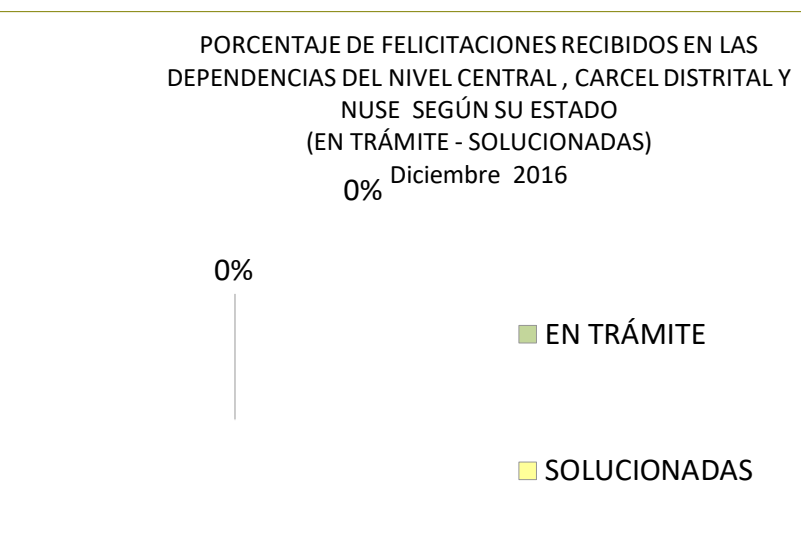 PORCENTAJE DE FELICITACIONES RECIBIDOS EN LAS
DEPENDENCIAS DEL NIVEL CENTRAL , CARCEL DISTRITAL Y
NUSE SEGÚN SU ESTADO
(EN TRÁMITE - SOLUCIONADAS)
Diciembre 2016
0%
0%
EN TRÁMITE
SOLUCIONADAS